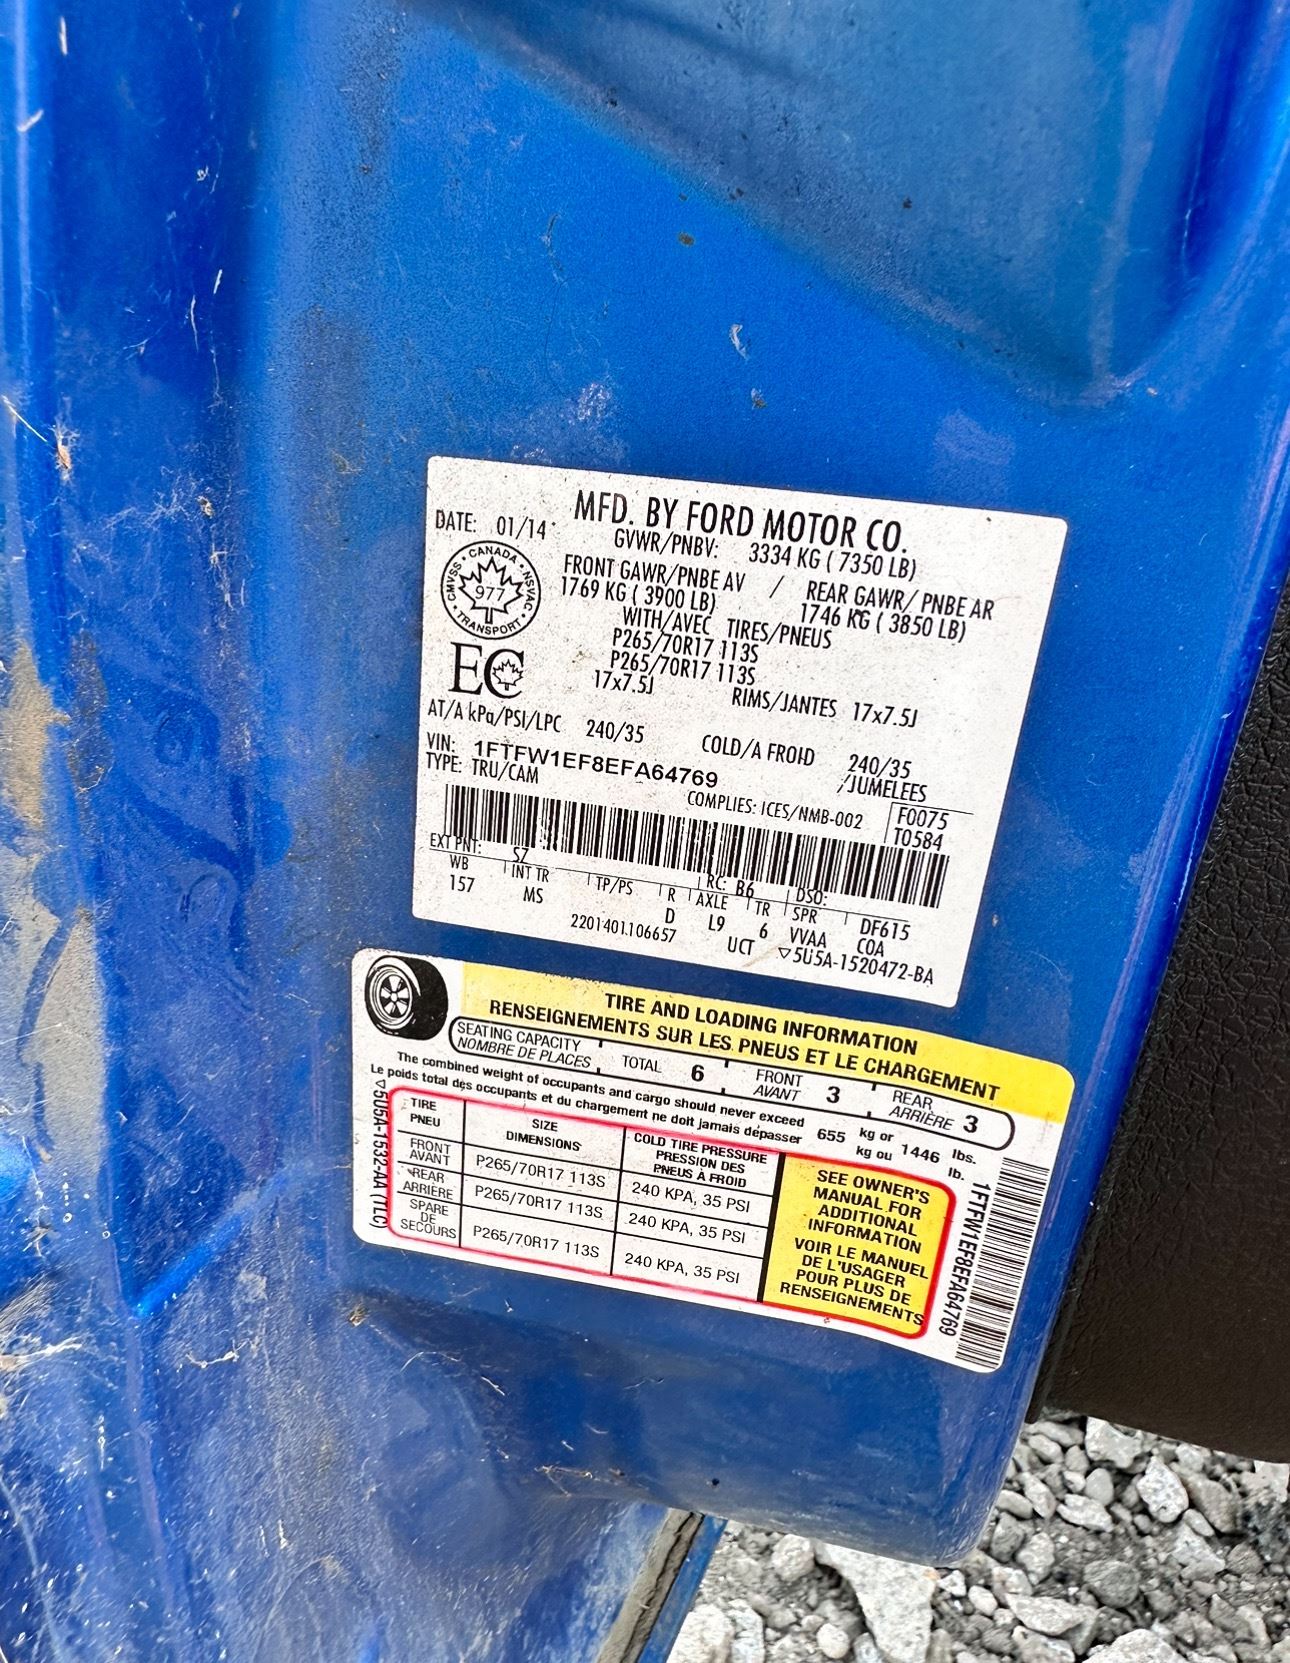 MFD. BY FORD MOTOR CO.
DATE: 01/14
GVWR/PNBV: 3334 KG ( 7350 LB)
FRONT GAWR/PNBE AV / REAR GAWR/ PNBE AR
1769 KG ( 3900 LB) 1746 KG ( 3850 LB)
WITH/AVEC TIRES/PNEUS
P265/70R17 113S
P265/70R17 113S
17x7.5J RIMS/JANTES 17x7.5J
CANADA
CMVSS NSVAC
977
TRANSPORT
EC
AT/A kPa/PSI/LPC 240/35 COLD/A FROID 240/35
/JUMELEES
VIN: 1FTFW1EF8EFA64769
TYPE: TRU/CAM
COMPLIES: ICES/NMB-002
F0075
T0584
EXT PNT: SZ RC: B6 DSO:
WB INT TR TP/PS R AXLE TR SPR DF615
157 MS D L9 6 VVAA COA
2201401.106657 UCT ▽5U5A-1520472-BA
TIRE AND LOADING INFORMATION
RENSEIGNEMENTS SUR LES PNEUS ET LE CHARGEMENT
SEATING CAPACITY
NOMBRE DE PLACES
TOTAL 6
FRONT
AVANT 3
REAR
ARRIÈRE 3
The combined weight of occupants and cargo should never exceed
Le poids total des occupants et du chargement ne doit jamais dépasser
655 kg or 1446 lbs.
kg ou lb.
TIRE
PNEU
SIZE
DIMENSIONS
COLD TIRE PRESSURE
PRESSION DES
PNEUS À FROID
FRONT
AVANT
P265/70R17 113S
240 KPA, 35 PSI
REAR
ARRIÈRE
P265/70R17 113S
240 KPA, 35 PSI
SPARE
DE
SECOURS
P265/70R17 113S
240 KPA, 35 PSI
SEE OWNER'S
MANUAL FOR
ADDITIONAL
INFORMATION
VOIR LE MANUEL
DE L'USAGER
POUR PLUS DE
RENSEIGNEMENTS
▽5U5A-1532-AA (TLC)
1FTFW1EF8EFA64769